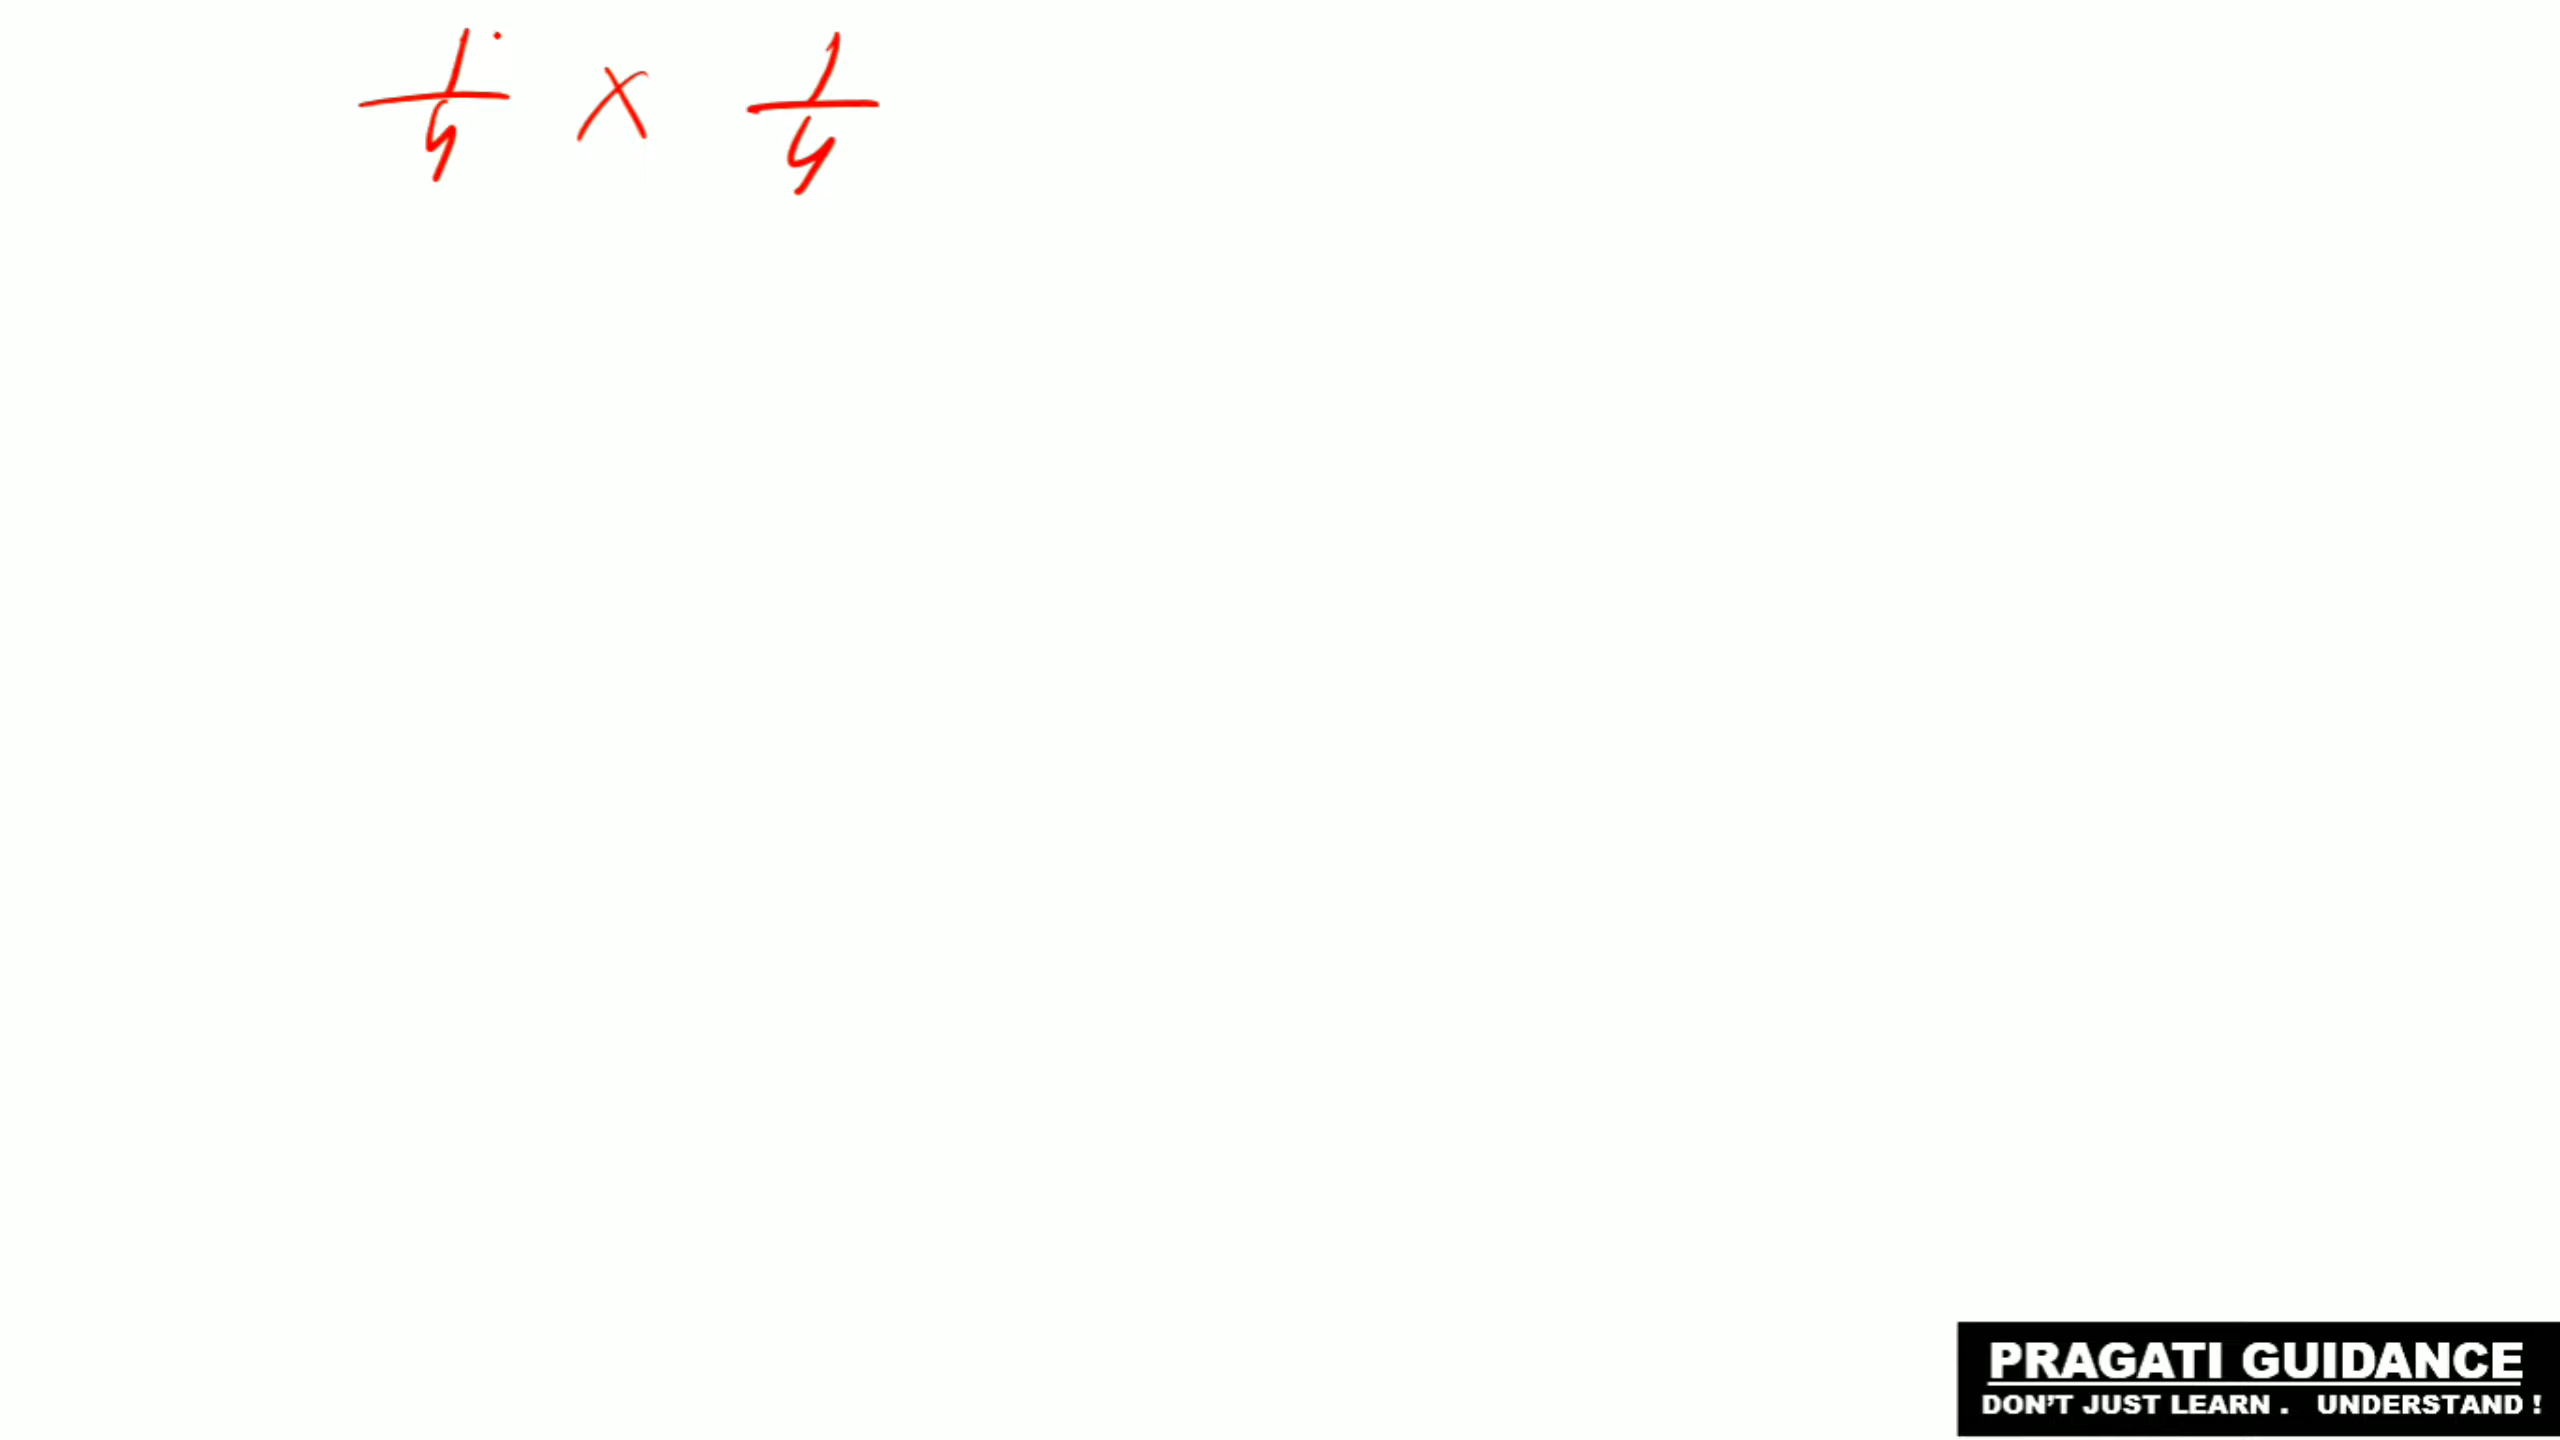 1/4 × 1/4
PRAGATI GUIDANCE
DON'T JUST LEARN . UNDERSTAND !